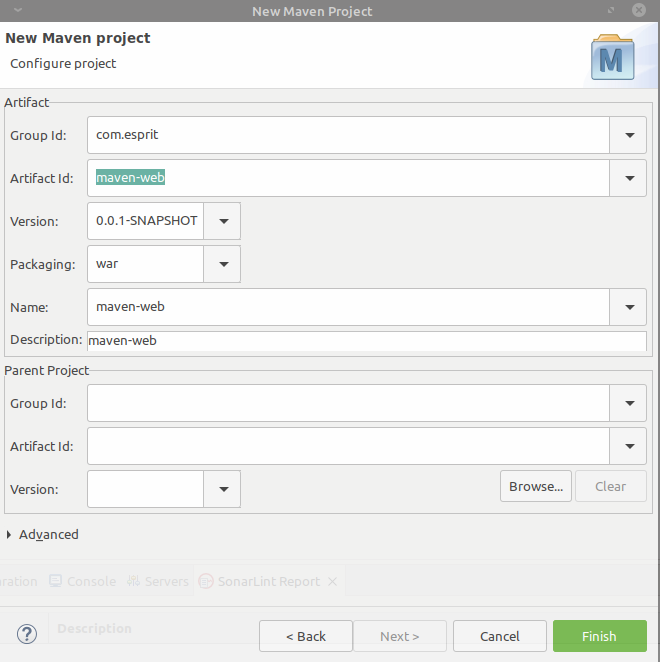 New Maven Project
New Maven project
Configure project
M
Artifact
Group Id: com.esprit
Artifact Id: maven-web
Version: 0.0.1-SNAPSHOT
Packaging: war
Name: maven-web
Description: maven-web
Parent Project
Group Id:
Artifact Id:
Version:
Browse... Clear
Advanced
ration Console Servers SonarLint Report
? Description
< Back Next > Cancel Finish